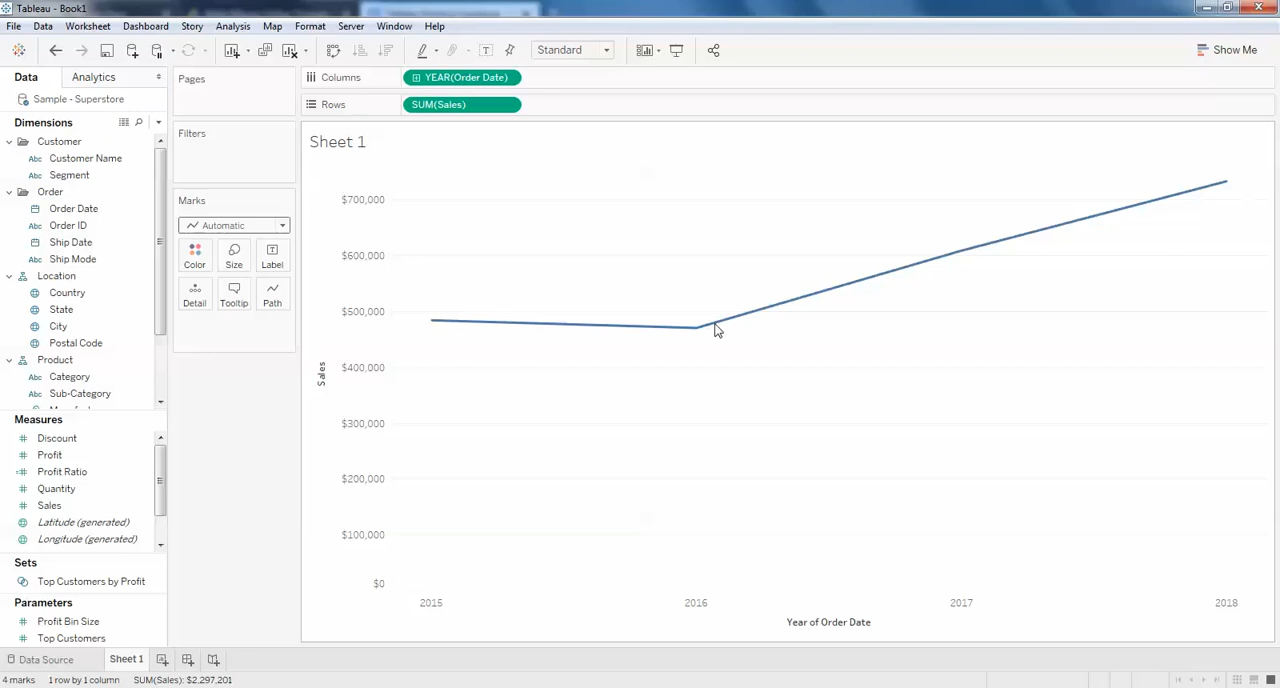 Tableau - Book1
File Data Worksheet Dashboard Story Analysis Map Format Server Window Help
Standard
Show Me
Data Analytics
Sample - Superstore
Dimensions
Customer
Abc Customer Name
Abc Segment
Order
Order Date
Abc Order ID
Ship Date
Abc Ship Mode
Location
Country
State
City
Postal Code
Product
Abc Category
Abc Sub-Category
Measures
# Discount
# Profit
=# Profit Ratio
# Quantity
# Sales
Latitude (generated)
Longitude (generated)
Sets
Top Customers by Profit
Parameters
# Profit Bin Size
# Top Customers
Pages
Filters
Marks
Automatic
Color Size Label
Detail Tooltip Path
Columns YEAR(Order Date)
Rows SUM(Sales)
Sheet 1
$700,000
$600,000
$500,000
$400,000
$300,000
$200,000
$100,000
$0
Sales
2015 2016 2017 2018
Year of Order Date
Data Source Sheet 1
4 marks 1 row by 1 column SUM(Sales): $2,297,201